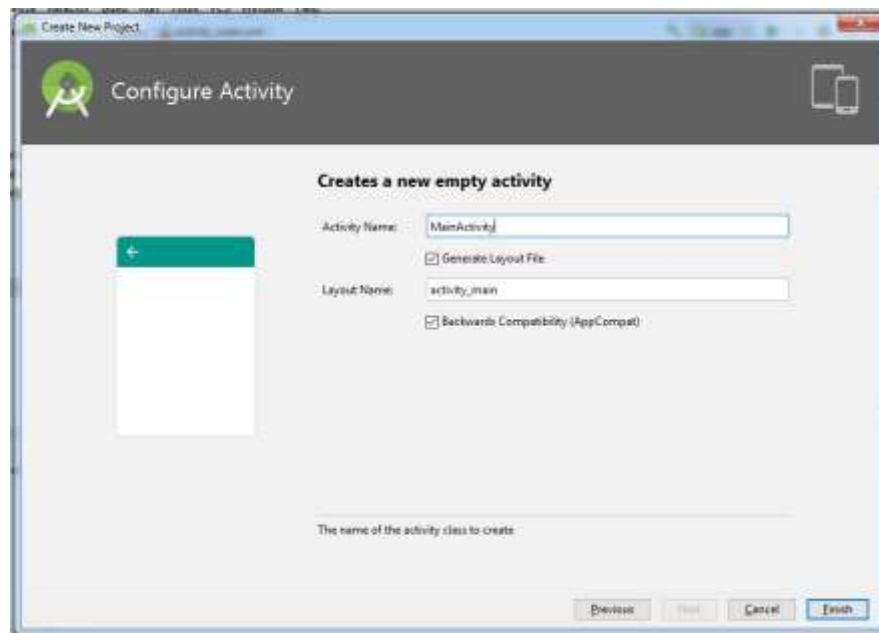 Create New Project
Configure Activity
Creates a new empty activity
Activity Name:
MainActivity
Generate Layout File
Layout Name:
activity_main
Backwards Compatibility (AppCompat)
The name of the activity class to create
Previous
Next
Cancel
Finish